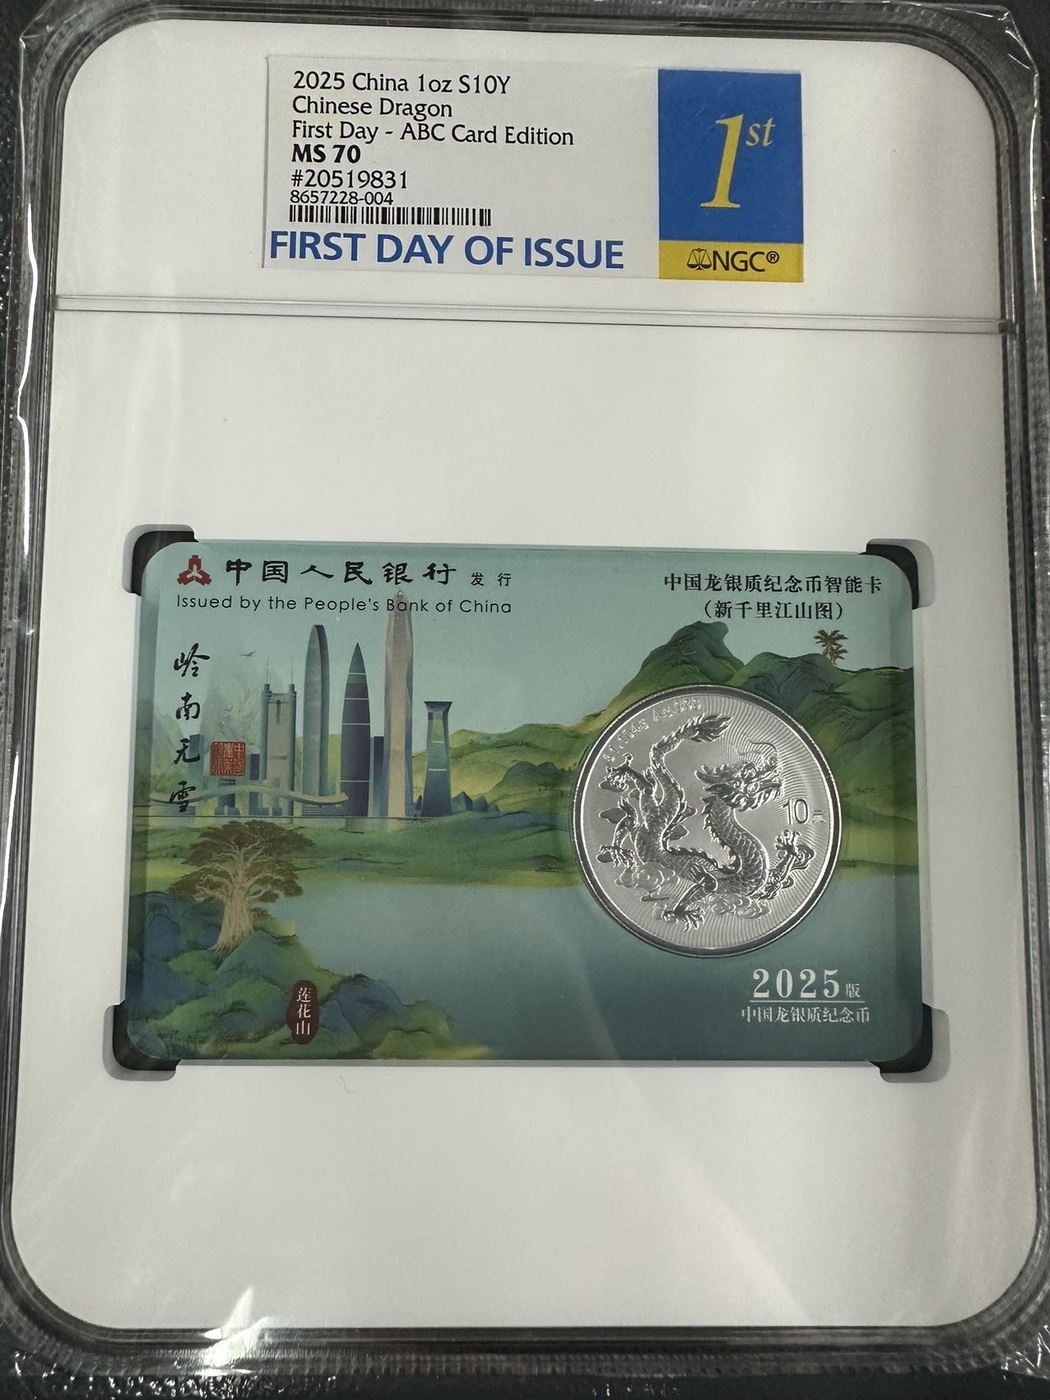 2025 China 1oz S10Y
Chinese Dragon
First Day - ABC Card Edition
MS 70
#20519831
8657228-004
FIRST DAY OF ISSUE
1st
NGC®
中国人民银行 发行
Issued by the People's Bank of China
中国龙银质纪念币智能卡
（新千里江山图）
岭南无雪
10元
莲花山
2025版
中国龙银质纪念币